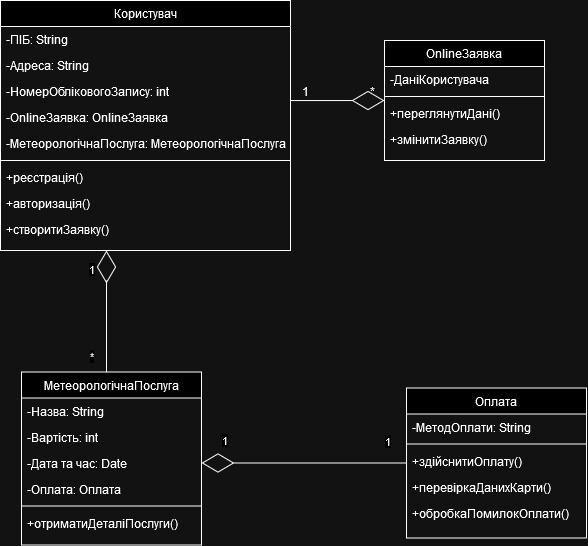 Користувач
-ПІБ: String
-Адреса: String
-НомерОблікового​Запису: int
-OnlineЗаявка: OnlineЗаявка
-МетеорологічнаПослуга: МетеорологічнаПослуга
+реєстрація()
+авторизація()
+створитиЗаявку()
1
*
OnlineЗаявка
-ДаніКористувача
+переглянутиДані()
+змінитиЗаявку()
1
*
МетеорологічнаПослуга
-Назва: String
-Вартість: int
-Дата та час: Date
-Оплата: Оплата
+отриматиДеталіПослуги()
1
1
Оплата
-МетодОплати: String
+здійснитиОплату()
+перевіркаДанихКарти()
+обробкаПомилокОплати()